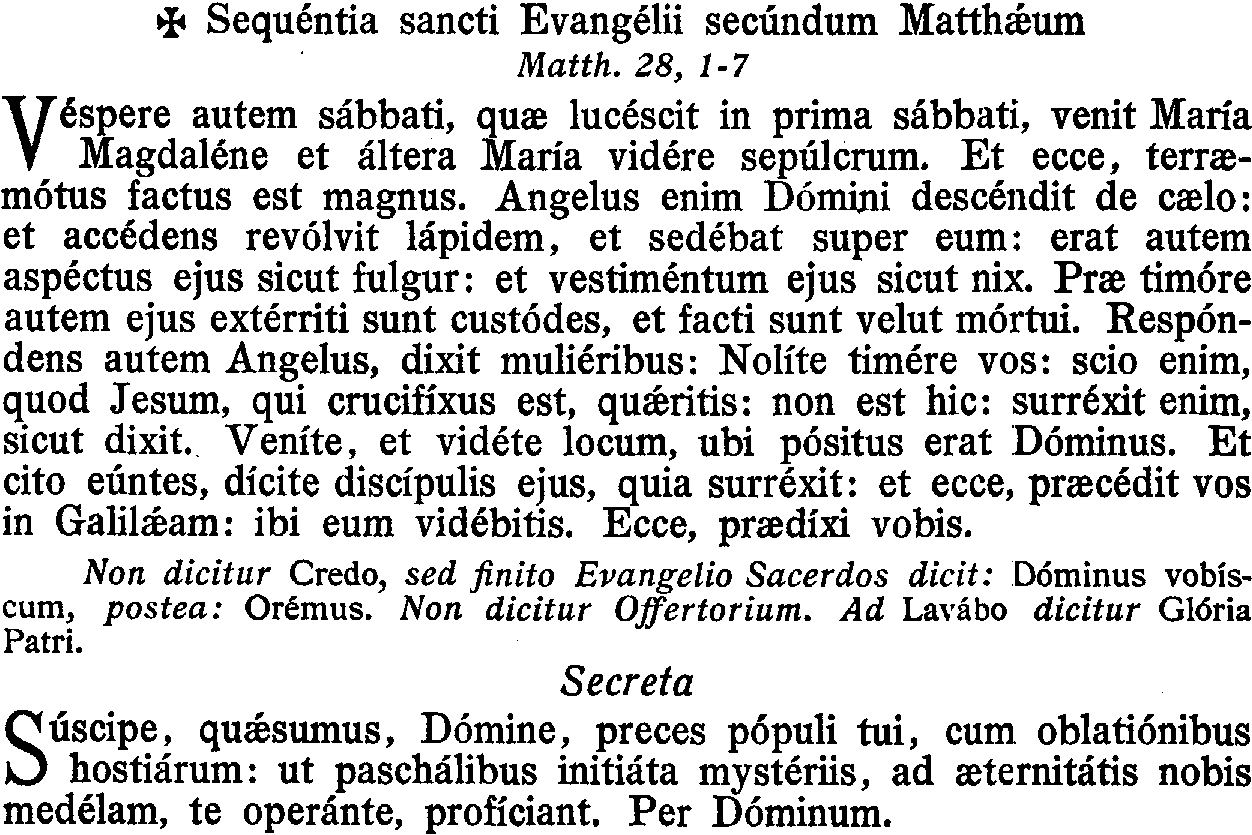 ✠ Sequéntia sancti Evangélii secúndum Matthǽum
Matth. 28, 1-7
Véspere autem sábbati, quæ lucéscit in prima sábbati, venit María
Magdaléne et áltera María vidére sepúlcrum. Et ecce, terræ-
mótus factus est magnus. Angelus enim Dómini descéndit de cælo:
et accédens revólvit lápidem, et sedébat super eum: erat autem
aspéctus ejus sicut fulgur: et vestiméntum ejus sicut nix. Præ timóre
autem ejus extérriti sunt custódes, et facti sunt velut mórtui. Respón-
dens autem Angelus, dixit muliéribus: Nolíte timére vos: scio enim,
quod Jesum, qui crucifíxus est, quǽritis: non est hic: surréxit enim,
sicut dixit. Veníte, et vidéte locum, ubi pósitus erat Dóminus. Et
cito eúntes, dícite discípulis ejus, quia surréxit: et ecce, præcédit vos
in Galilǽam: ibi eum vidébitis. Ecce, prædíxi vobis.
Non dicitur Credo, sed finito Evangelio Sacerdos dicit: Dóminus vobís-
cum, postea: Orémus. Non dicitur Offertorium. Ad Lavábo dicitur Glória
Patri.
Secreta
Súscipe, quǽsumus, Dómine, preces pópuli tui, cum oblatiónibus
hostiárum: ut paschálibus initiáta mystériis, ad æternitátis nobis
medélam, te operánte, profíciant. Per Dóminum.